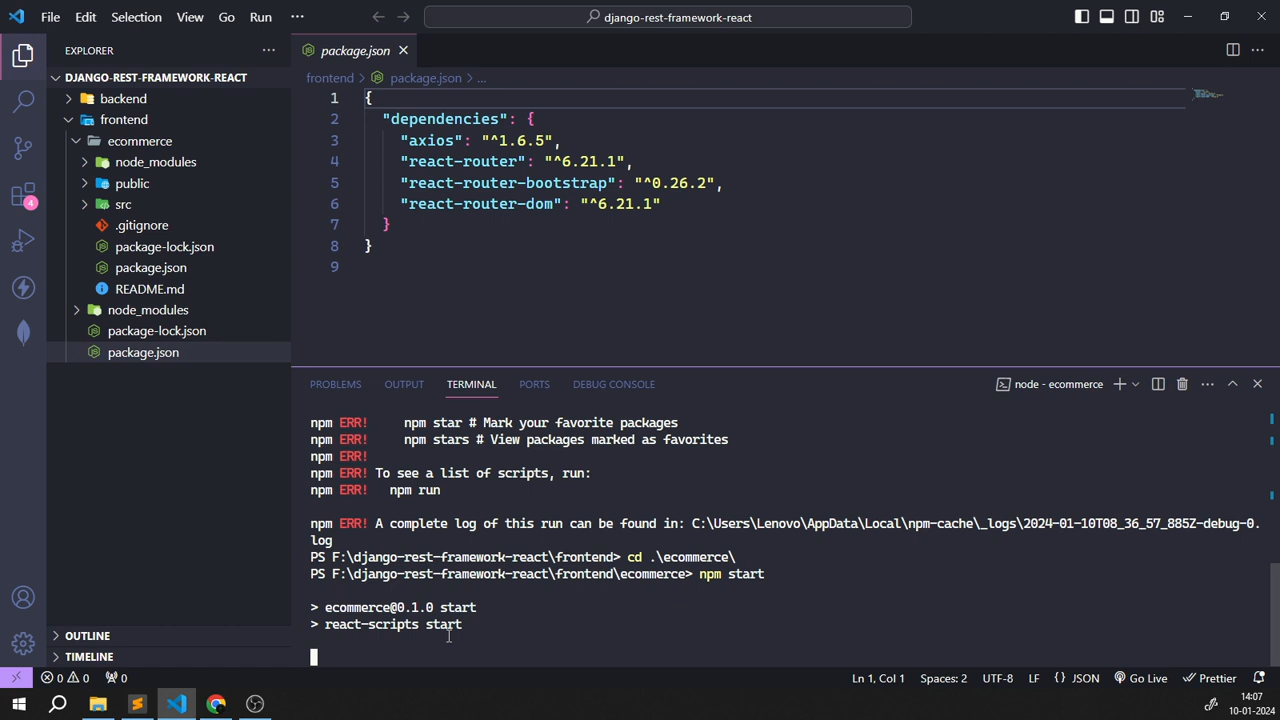 File Edit Selection View Go Run ···
django-rest-framework-react
EXPLORER
DJANGO-REST-FRAMEWORK-REACT
backend
frontend
ecommerce
node_modules
public
src
.gitignore
package-lock.json
package.json
README.md
node_modules
package-lock.json
package.json
OUTLINE
TIMELINE
4
package.json
frontend > package.json > ...
1 {
2 "dependencies": {
3 "axios": "^1.6.5",
4 "react-router": "^6.21.1",
5 "react-router-bootstrap": "^0.26.2",
6 "react-router-dom": "^6.21.1"
7 }
8 }
9
PROBLEMS OUTPUT TERMINAL PORTS DEBUG CONSOLE
node - ecommerce
npm ERR! npm star # Mark your favorite packages
npm ERR! npm stars # View packages marked as favorites
npm ERR!
npm ERR! To see a list of scripts, run:
npm ERR! npm run
npm ERR! A complete log of this run can be found in: C:\Users\Lenovo\AppData\Local\npm-cache\_logs\2024-01-10T08_36_57_885Z-debug-0.
log
PS F:\django-rest-framework-react\frontend> cd .\ecommerce\
PS F:\django-rest-framework-react\frontend\ecommerce> npm start
> ecommerce@0.1.0 start
> react-scripts start
0 0 0
Ln 1, Col 1 Spaces: 2 UTF-8 LF {} JSON Go Live Prettier
14:07
10-01-2024